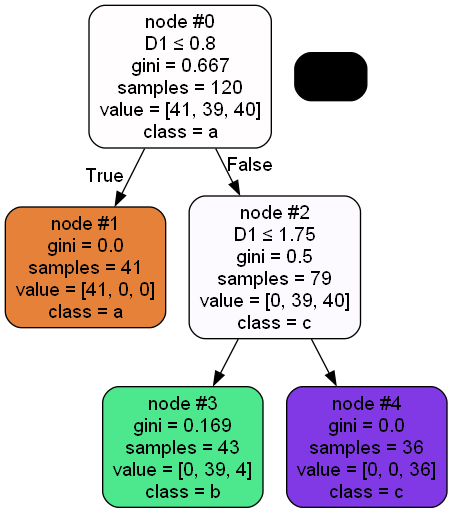 node #0
D1 ≤ 0.8
gini = 0.667
samples = 120
value = [41, 39, 40]
class = a
True
False
node #1
gini = 0.0
samples = 41
value = [41, 0, 0]
class = a
node #2
D1 ≤ 1.75
gini = 0.5
samples = 79
value = [0, 39, 40]
class = c
node #3
gini = 0.169
samples = 43
value = [0, 39, 4]
class = b
node #4
gini = 0.0
samples = 36
value = [0, 0, 36]
class = c